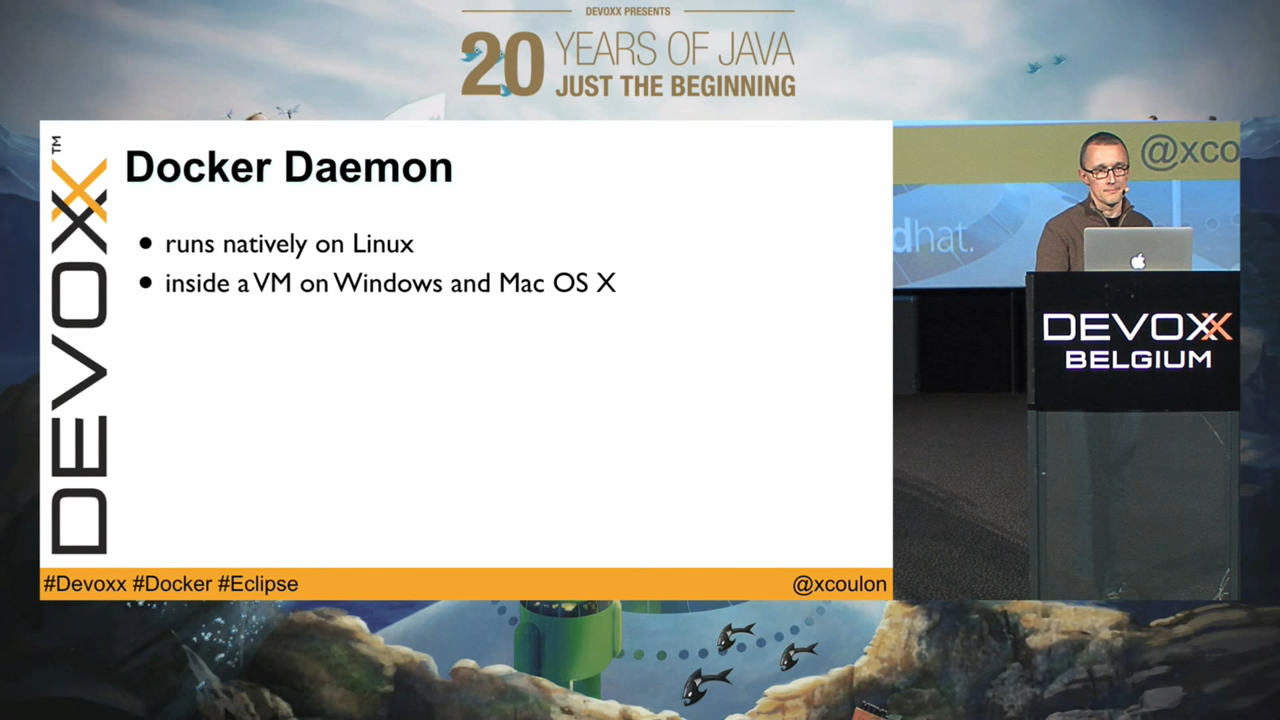 DEVOXX PRESENTS
20 YEARS OF JAVA
JUST THE BEGINNING
DEVOXX™
Docker Daemon
• runs natively on Linux
• inside a VM on Windows and Mac OS X
#Devoxx #Docker #Eclipse
@xcoulon
@xco
dhat.
DEVOXX
BELGIUM